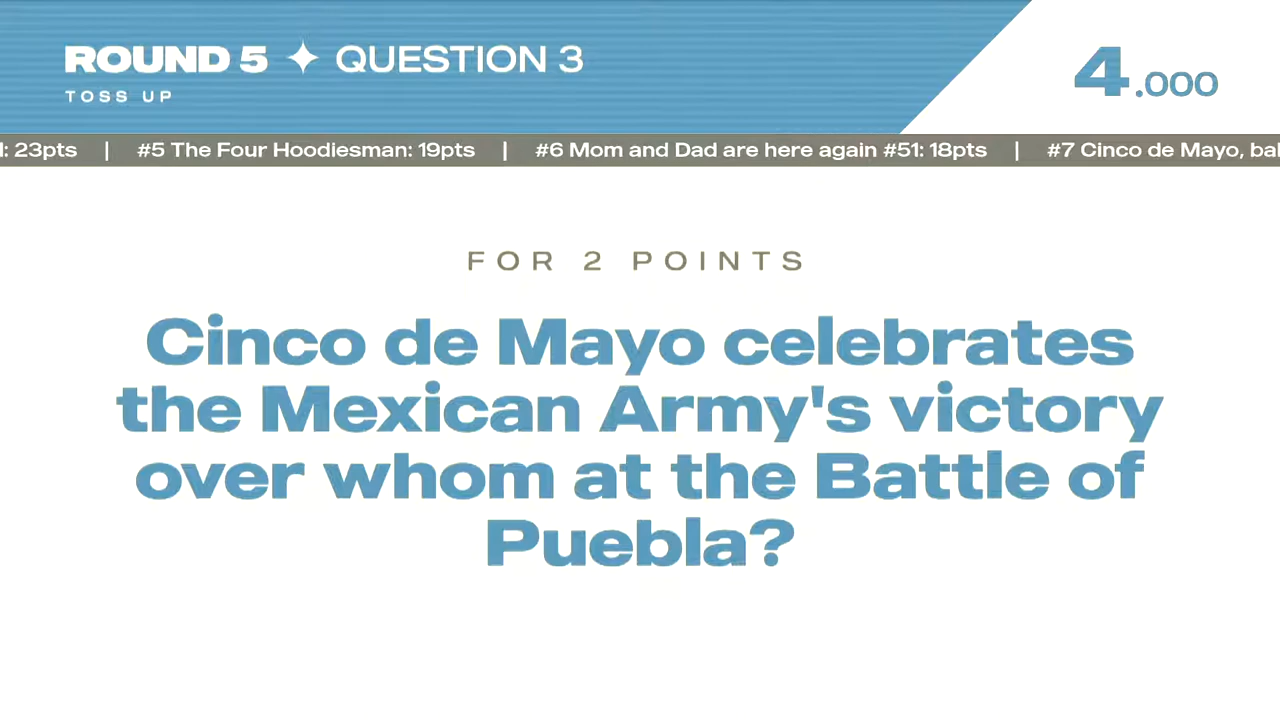 ROUND 5 ✦ QUESTION 3
TOSS UP
4.000
: 23pts | #5 The Four Hoodiesman: 19pts | #6 Mom and Dad are here again #51: 18pts | #7 Cinco de Mayo,
FOR 2 POINTS
Cinco de Mayo celebrates
the Mexican Army's victory
over whom at the Battle of
Puebla?